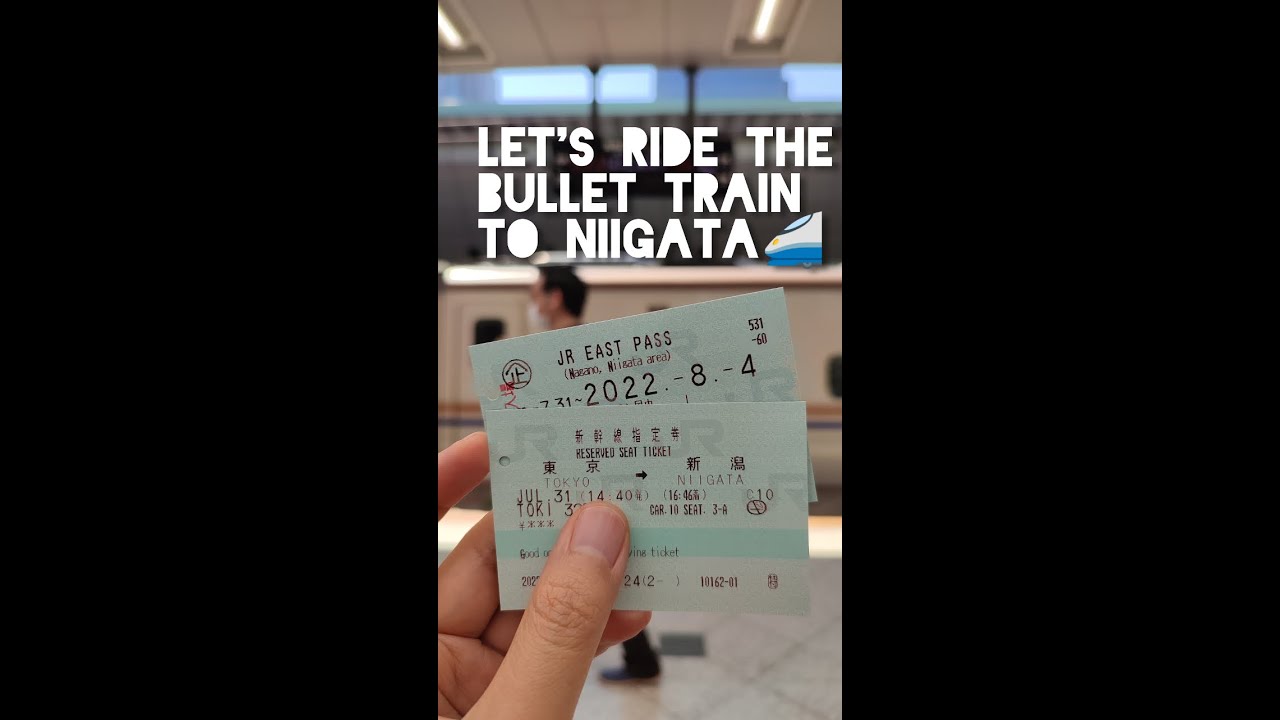 LET'S RIDE THE
BULLET TRAIN
TO NIIGATA
JR EAST PASS
(Nagano, Niigata area)
531
-60
2022.-8.-4
7.31~
新幹線指定券
RESERVED SEAT TICKET
東京 → 新潟
TOKYO NIIGATA
JUL 31 (14:40発) (16:46着) C10
TOKI CAR.10 SEAT. 3-A
¥***
Good ticket
24(2- ) 10162-01